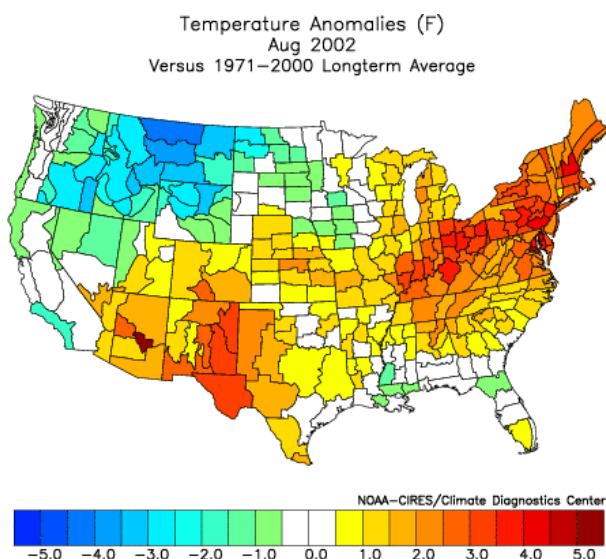 Temperature Anomalies (F)
Aug 2002
Versus 1971-2000 Longterm Average
NOAA-CIRES/Climate Diagnostics Center
-5.0 -4.0 -3.0 -2.0 -1.0 0.0 1.0 2.0 3.0 4.0 5.0